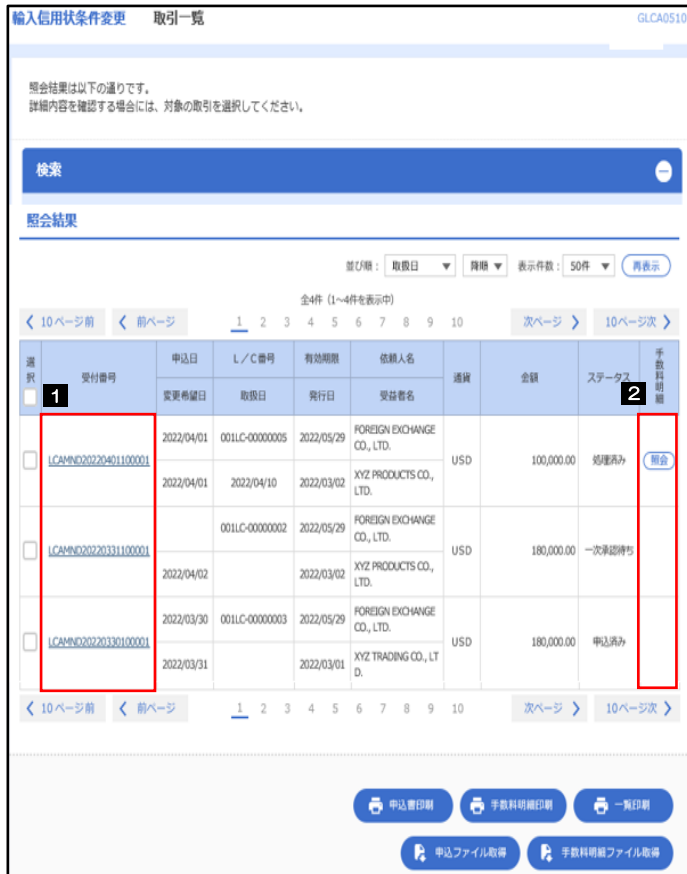 輸入信用状条件変更 取引一覧 GLCA0510
照会結果は以下の通りです。
詳細内容を確認する場合には、対象の取引を選択してください。
検索
照会結果
並び順： 取扱日 ▼ 降順 ▼ 表示件数： 50件 ▼ 再表示
全4件（1～4件を表示中）
10ページ前 前ページ 1 2 3 4 5 6 7 8 9 10 次ページ 10ページ次
選択 受付番号 申込日 L／C番号 有効期限 依頼人名 通貨 金額 ステータス 手数料明細
1 変更希望日 取扱日 発行日 受益者名 2
LCAMND20220401100001 2022/04/01 001LC-00000005 2022/05/29 FOREIGN EXCHANGE CO., LTD. USD 100,000.00 処理済み 照会
2022/04/01 2022/04/10 2022/03/02 XYZ PRODUCTS CO., LTD.
LCAMND20220331100001 001LC-00000002 2022/05/29 FOREIGN EXCHANGE CO., LTD. USD 180,000.00 一次承認待ち
2022/04/02 2022/03/02 XYZ PRODUCTS CO., LTD.
LCAMND20220330100001 2022/03/30 001LC-00000003 2022/05/29 FOREIGN EXCHANGE CO., LTD. USD 180,000.00 申込済み
2022/03/31 2022/03/01 XYZ TRADING CO., LTD.
10ページ前 前ページ 1 2 3 4 5 6 7 8 9 10 次ページ 10ページ次
申込書印刷 手数料明細印刷 一覧印刷
申込ファイル取得 手数料明細ファイル取得